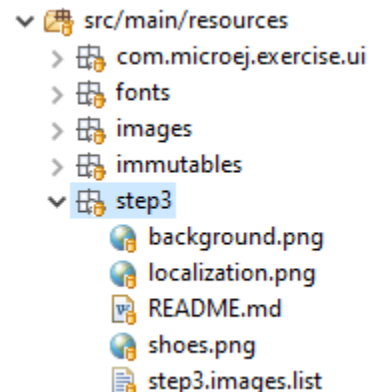 src/main/resources
com.microej.exercise.ui
fonts
images
immutables
step3
background.png
localization.png
README.md
shoes.png
step3.images.list